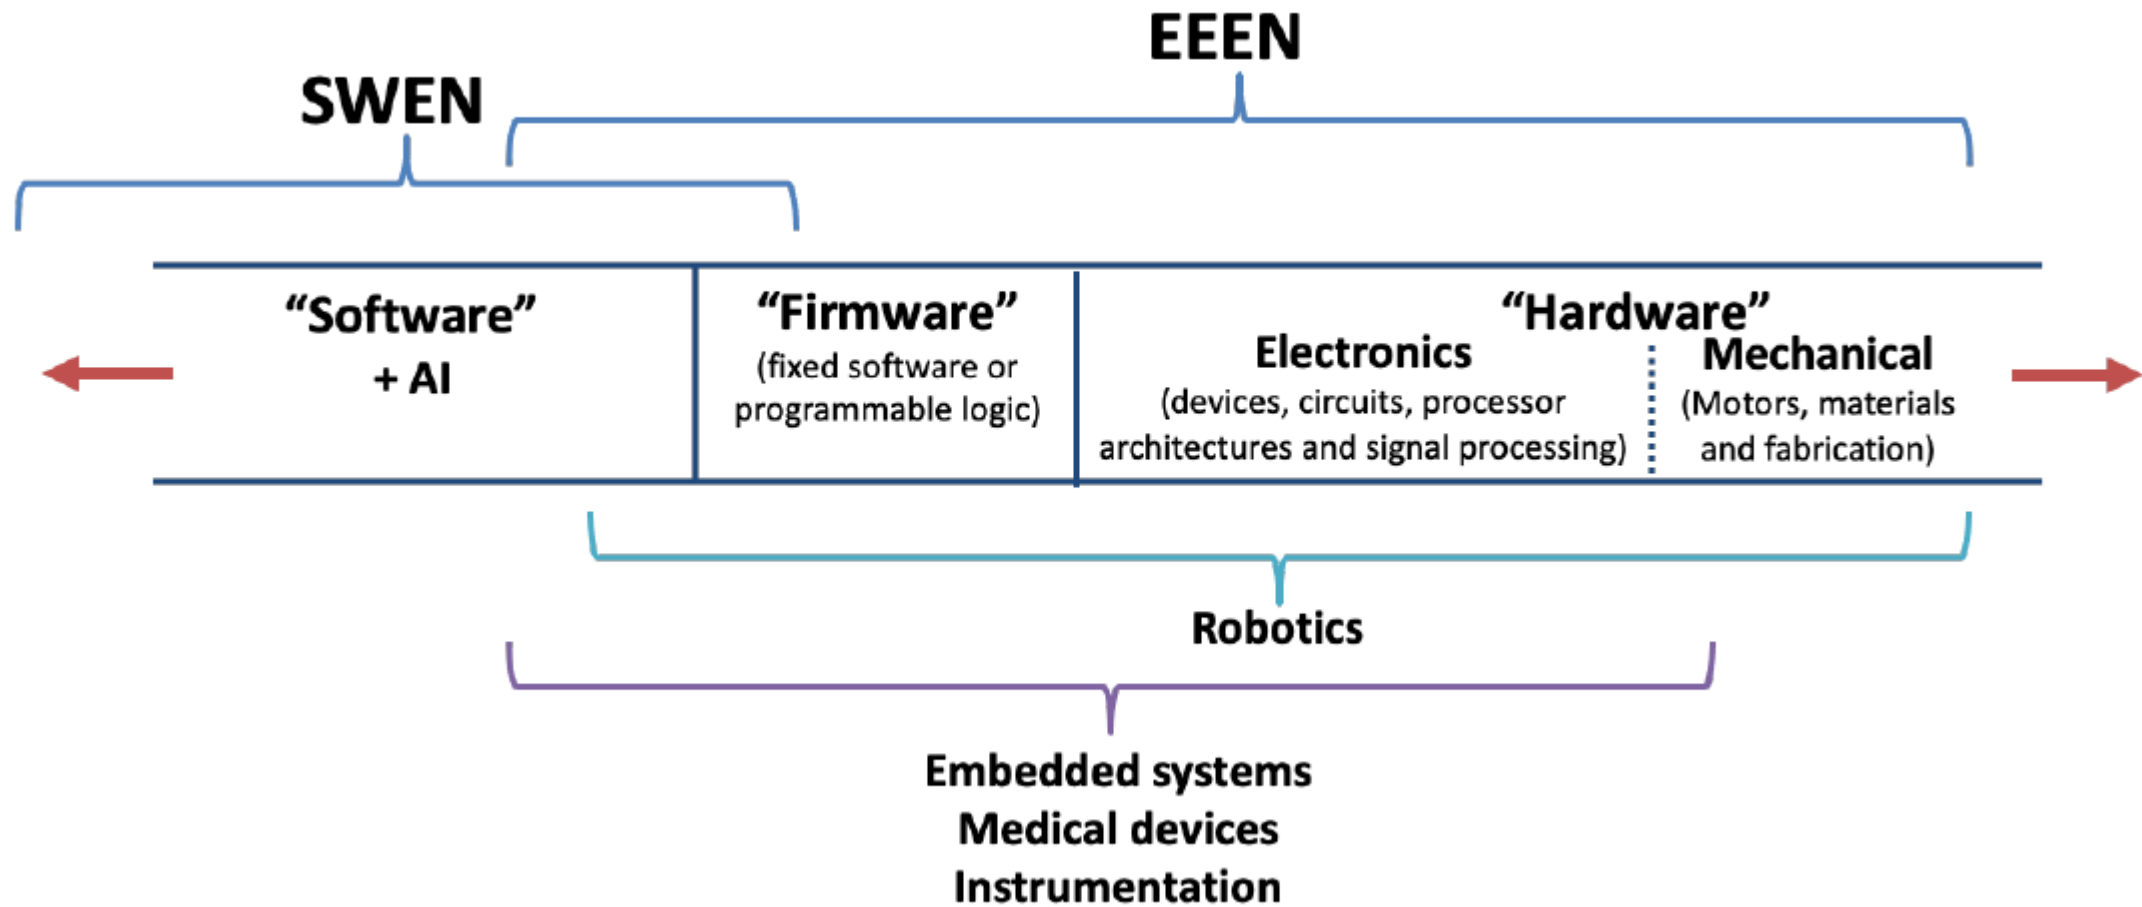 EEEN
SWEN
“Software”
+ AI
“Firmware”
(fixed software or
programmable logic)
“Hardware”
Electronics
(devices, circuits, processor
architectures and signal processing)
Mechanical
(Motors, materials
and fabrication)
Robotics
Embedded systems
Medical devices
Instrumentation